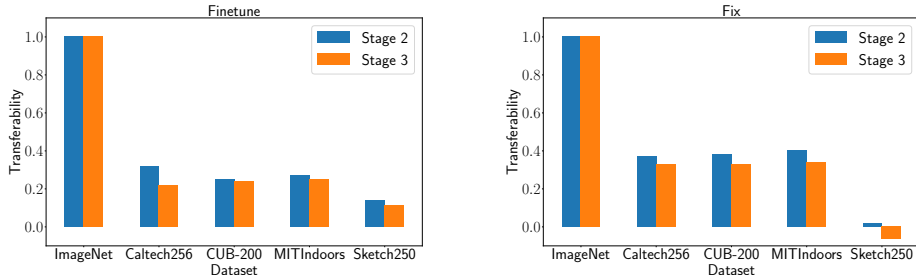 Finetune
Stage 2
Stage 3
Transferability
1.0
0.8
0.6
0.4
0.2
0.0
ImageNet Caltech256 CUB-200 MITIndoors Sketch250
Dataset
Fix
Stage 2
Stage 3
Transferability
1.0
0.8
0.6
0.4
0.2
0.0
ImageNet Caltech256 CUB-200 MITIndoors Sketch250
Dataset